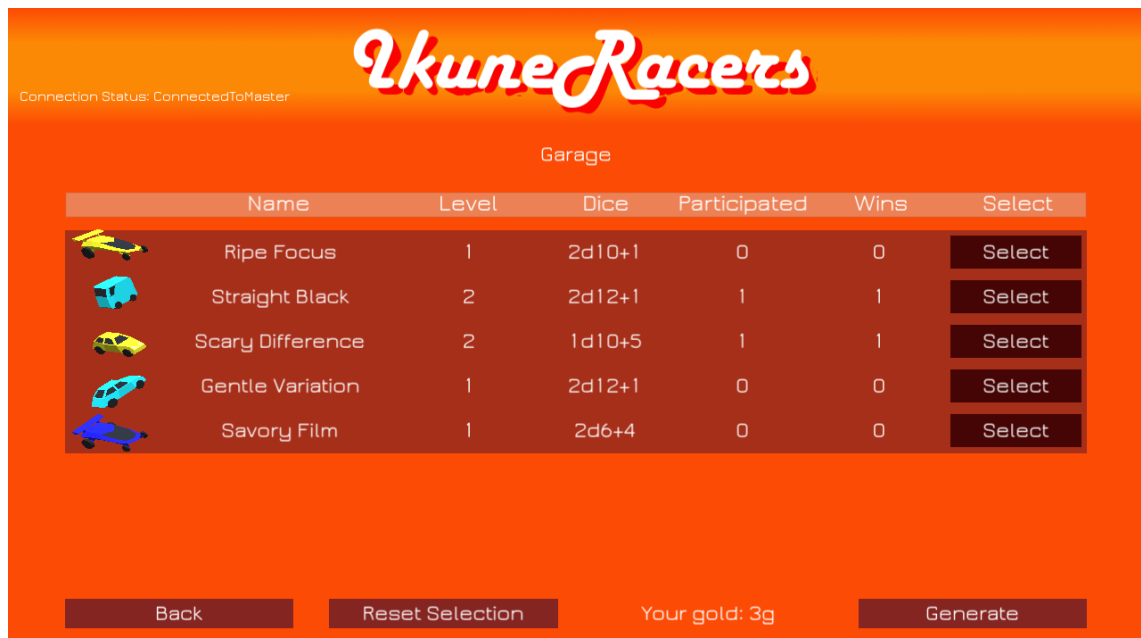 IkuneRacers
Connection Status: ConnectedToMaster
Garage
Name Level Dice Participated Wins Select
Ripe Focus 1 2d10+1 0 0 Select
Straight Black 2 2d12+1 1 1 Select
Scary Difference 2 1d10+5 1 1 Select
Gentle Variation 1 2d12+1 0 0 Select
Savory Film 1 2d6+4 0 0 Select
Back Reset Selection Your gold: 3g Generate